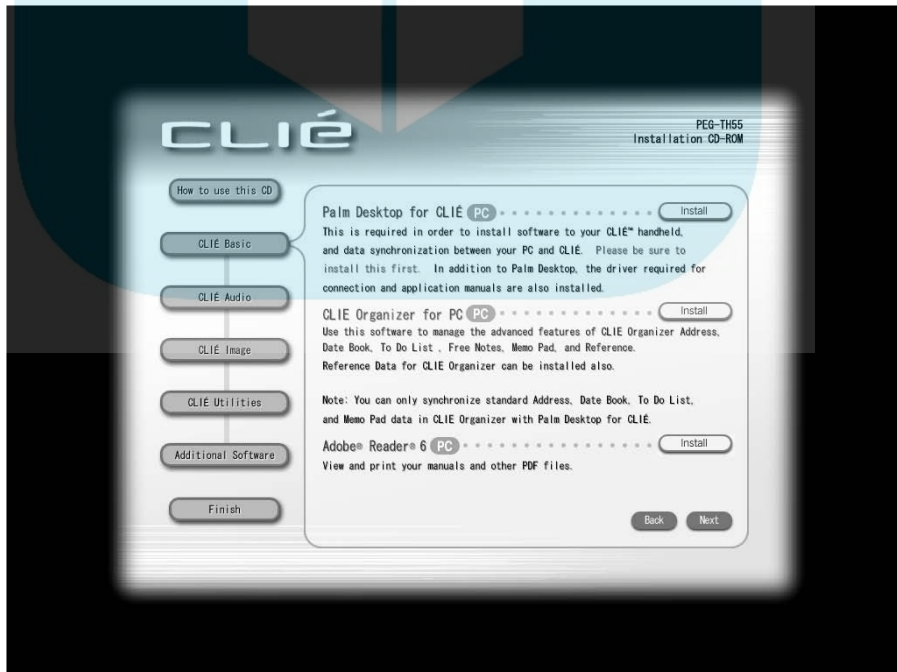 CLIÉ
PEG-TH55
Installation CD-ROM
How to use this CD
CLIÉ Basic
CLIÉ Audio
CLIÉ Image
CLIÉ Utilities
Additional Software
Finish
Palm Desktop for CLIÉ PC Install
This is required in order to install software to your CLIÉ™ handheld,
and data synchronization between your PC and CLIÉ. Please be sure to
install this first. In addition to Palm Desktop, the driver required for
connection and application manuals are also installed.
CLIE Organizer for PC PC Install
Use this software to manage the advanced features of CLIE Organizer Address,
Date Book, To Do List , Free Notes, Memo Pad, and Reference.
Reference Data for CLIE Organizer can be installed also.
Note: You can only synchronize standard Address, Date Book, To Do List,
and Memo Pad data in CLIE Organizer with Palm Desktop for CLIÉ.
Adobe® Reader® 6 PC Install
View and print your manuals and other PDF files.
Back Next